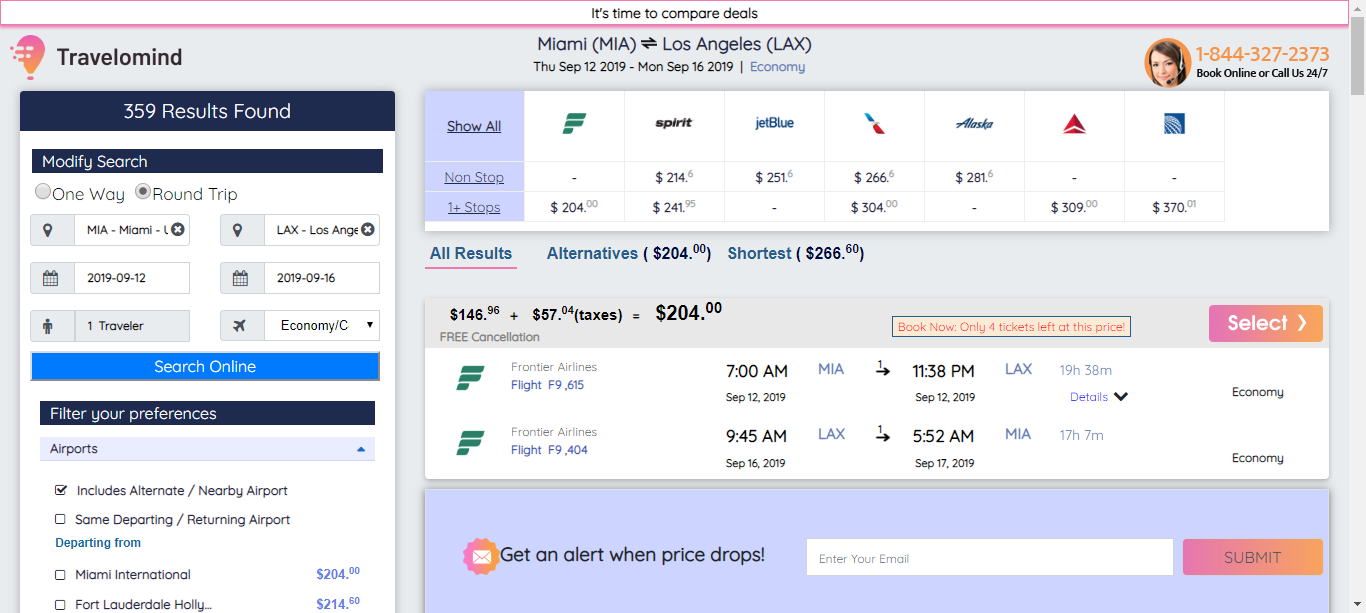 It's time to compare deals
Travelomind
Miami (MIA) ⇌ Los Angeles (LAX)
Thu Sep 12 2019 - Mon Sep 16 2019 | Economy
1-844-327-2373
Book Online or Call Us 24/7
359 Results Found
Modify Search
One Way Round Trip
MIA - Miami - U LAX - Los Ange
2019-09-12 2019-09-16
1 Traveler Economy/C
Search Online
Filter your preferences
Airports
Includes Alternate / Nearby Airport
Same Departing / Returning Airport
Departing from
Miami International $204.00
Fort Lauderdale Holly... $214.60
Show All spirit jetBlue Alaska
Non Stop - $ 214.6 $ 251.6 $ 266.6 $ 281.6 - -
1+ Stops $ 204.00 $ 241.95 - $ 304.00 - $ 309.00 $ 370.01
All Results Alternatives ( $204.00) Shortest ( $266.60)
$146.96 + $57.04(taxes) = $204.00
FREE Cancellation
Book Now: Only 4 tickets left at this price!
Select ❯
Frontier Airlines
Flight F9 ,615
7:00 AM MIA 1 11:38 PM LAX 19h 38m
Sep 12, 2019 Sep 12, 2019 Details
Economy
Frontier Airlines
Flight F9 ,404
9:45 AM LAX 1 5:52 AM MIA 17h 7m
Sep 16, 2019 Sep 17, 2019
Economy
Get an alert when price drops!
Enter Your Email
SUBMIT